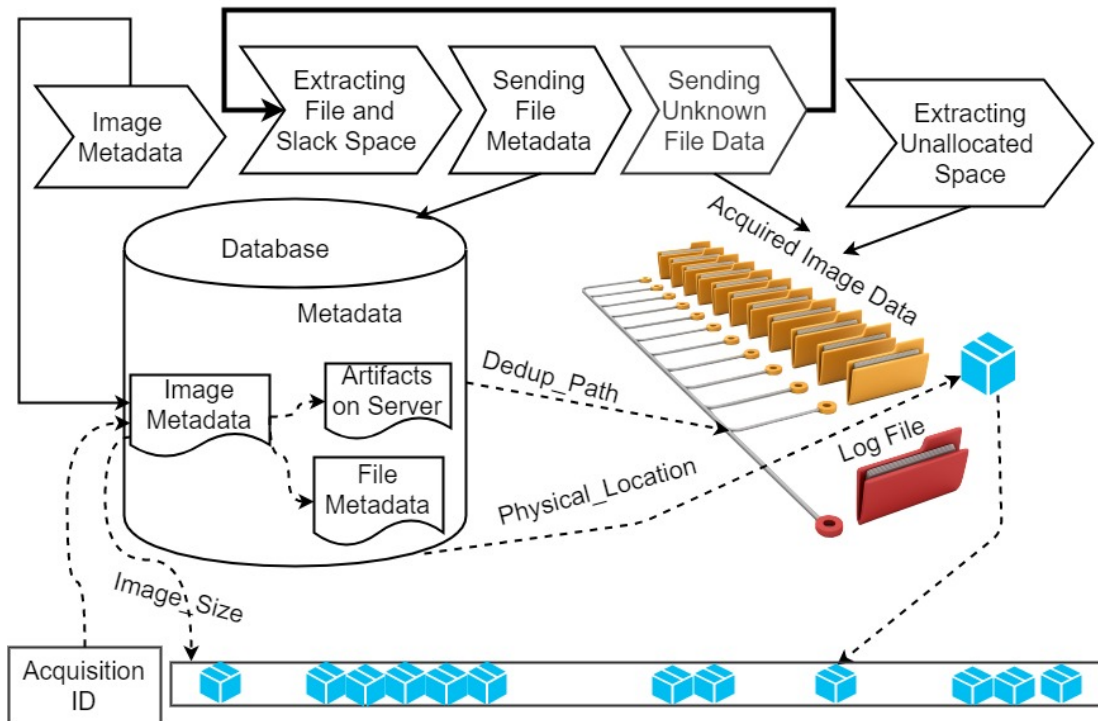 Image
Metadata
Extracting
File and
Slack Space
Sending
File
Metadata
Sending
Unknown
File Data
Extracting
Unallocated
Space
Database
Metadata
Image
Metadata
Artifacts
on Server
File
Metadata
Acquired Image Data
Dedup_Path
Log File
Physical_Location
Image_Size
Acquisition
ID